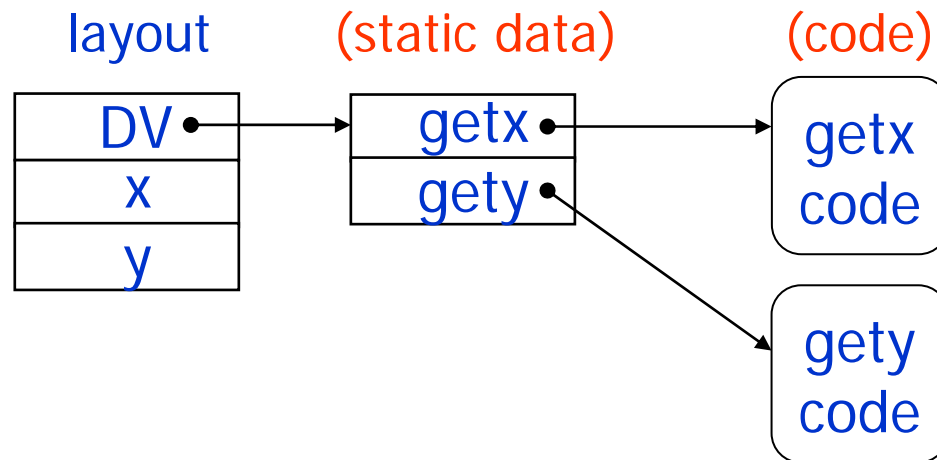 layout (static data) (code)
DV
x
y
getx
gety
getx
code
gety
code